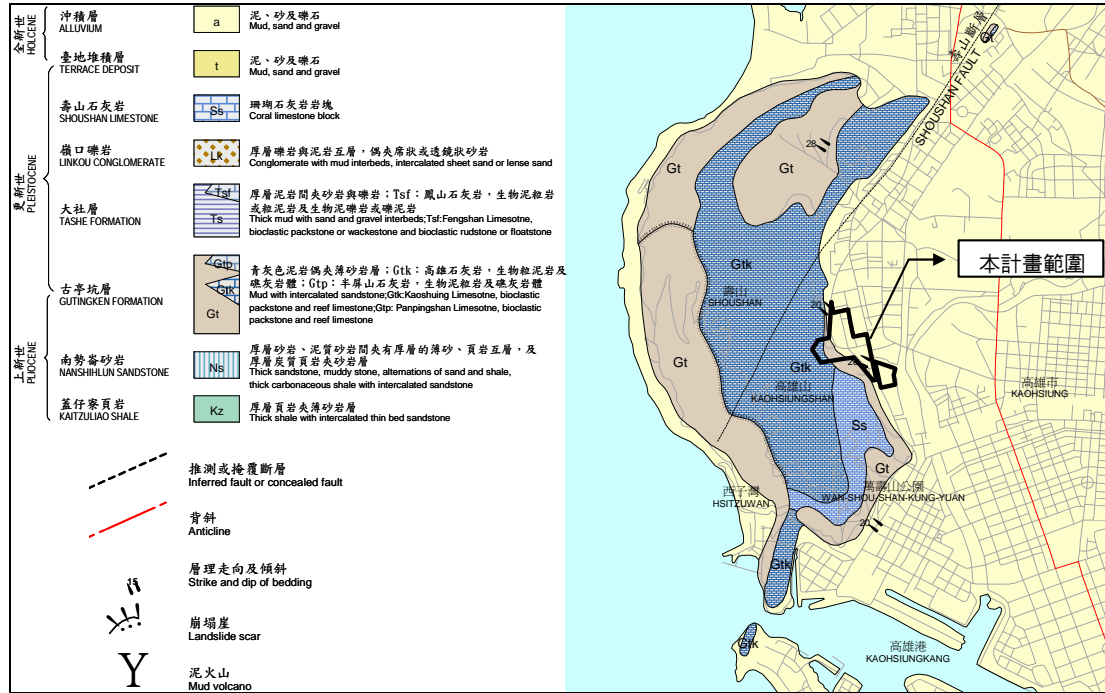 全新世
HOLCENE
沖積層
ALLUVIUM
a
泥、砂及礫石
Mud, sand and gravel
臺地堆積層
TERRACE DEPOSIT
t
泥、砂及礫石
Mud, sand and gravel
更新世
PLEISTOCENE
壽山石灰岩
SHOUSHAN LIMESTONE
Ss
珊瑚石灰岩岩塊
Coral limestone block
嶺口礫岩
LINKOU CONGLOMERATE
Lk
厚層礫岩與泥岩互層，偶夾席狀或透鏡狀砂岩
Conglomerate with mud interbeds, intercalated sheet sand or lense sand
大社層
TASHE FORMATION
Tsf
Ts
厚層泥岩間夾砂岩與礫岩；Tsf：鳳山石灰岩，生物泥粒岩
或粒泥岩及生物泥礫岩或礫泥岩
Thick mud with sand and gravel interbeds;Tsf:Fengshan Limesotne,
bioclastic packstone or wackestone and bioclastic rudstone or floatstone
古亭坑層
GUTINGKEN FORMATION
Gtp
Gtk
Gt
青灰色泥岩偶夾薄砂岩層；Gtk：高雄石灰岩，生物粒泥岩及
礁灰岩體；Gtp：半屏山石灰岩，生物泥粒岩及礁灰岩體
Mud with intercalated sandstone;Gtk:Kaoshuing Limesotne, bioclastic
packstone and reef limestone;Gtp: Panpingshan Limesotne, bioclastic
packstone and reef limestone
上新世
PLIOCENE
南勢崙砂岩
NANSHIHLUN SANDSTONE
Ns
厚層砂岩、泥質砂岩間夾有厚層的薄砂、頁岩互層，及
厚層炭質頁岩夾薄砂岩層
Thick sandstone, muddy stone, alternations of sand and shale,
thick carbonaceous shale with intercalated sandstone
蓋仔寮頁岩
KAITZULIAO SHALE
Kz
厚層頁岩夾薄砂岩層
Thick shale with intercalated thin bed sandstone
推測或掩覆斷層
Inferred fault or concealed fault
背斜
Anticline
15
層理走向及傾斜
Strike and dip of bedding
崩塌崖
Landslide scar
Y
泥火山
Mud volcano
Gt
壽山斷層
SHOUSHAN FAULT
28
Gt
Gt
本計畫範圍
Gtk
壽山
SHOUSHAN
20
Gt
Gtk
高雄山
KAOHSIUNGSHAN
高雄市
KAOHSIUNG
Ss
Gt
西子灣
HSITZUWAN
萬壽山公園
WAN-SHOU-SHAN-KUNG-YUAN
20
Gtk
Gtk
高雄港
KAOHSIUNGKANG